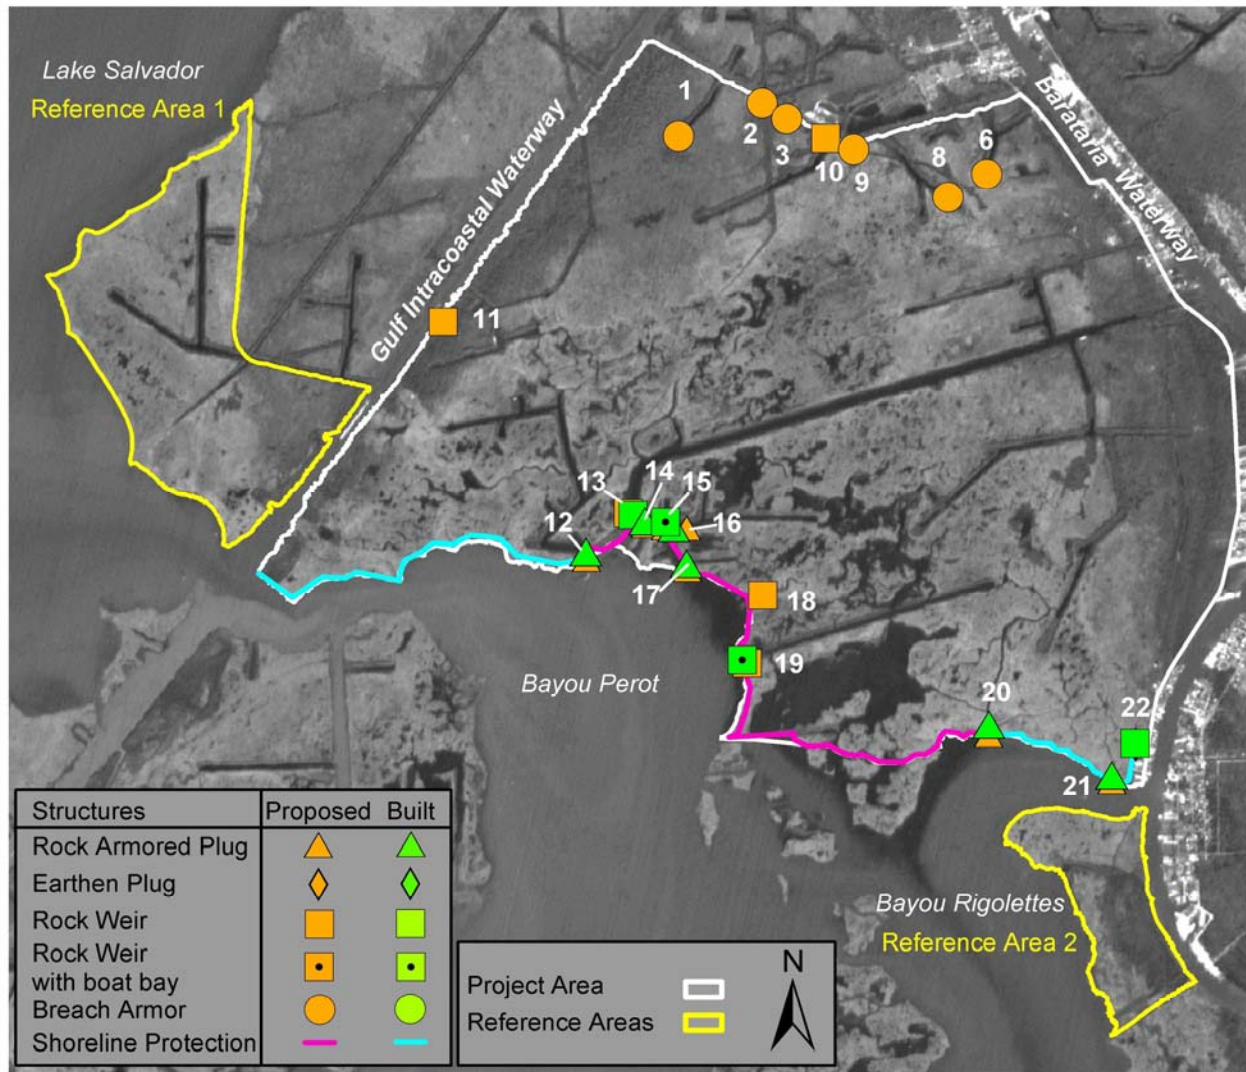 Lake Salvador
Reference Area 1
Gulf Intracoastal Waterway
Barataria Waterway
1
2
3
10
9
8
6
11
12
13
14
15
16
17
18
19
20
21
22
Bayou Perot
Bayou Rigolettes
Reference Area 2
Structures Proposed Built
Rock Armored Plug
Earthen Plug
Rock Weir
Rock Weir
with boat bay
Breach Armor
Shoreline Protection
Project Area
Reference Areas
N